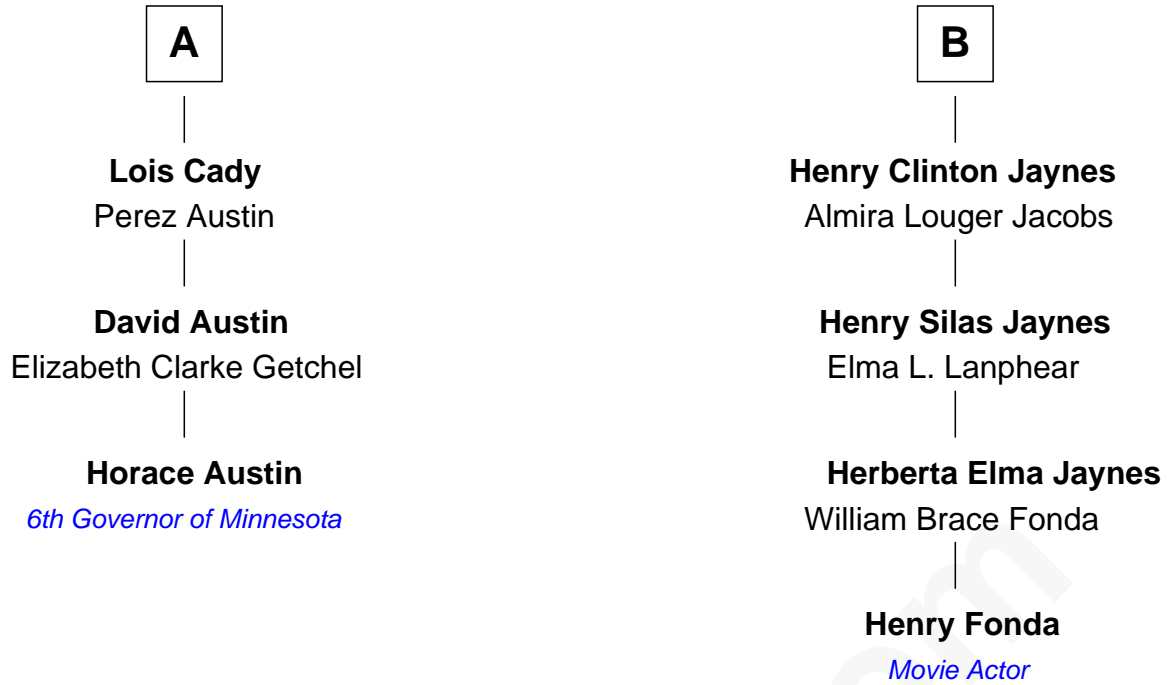 A
Lois Cady
Perez Austin
David Austin
Elizabeth Clarke Getchel
Horace Austin
6th Governor of Minnesota
B
Henry Clinton Jaynes
Almira Louger Jacobs
Henry Silas Jaynes
Elma L. Lanphear
Herberta Elma Jaynes
William Brace Fonda
Henry Fonda
Movie Actor